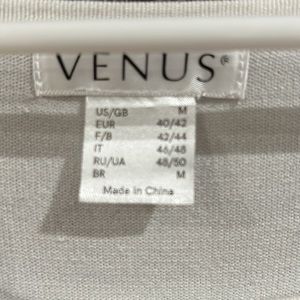 VENUS®
US/GB M
EUR 40/42
F/B 42/44
IT 46/48
RU/UA 48/50
BR M
Made in China